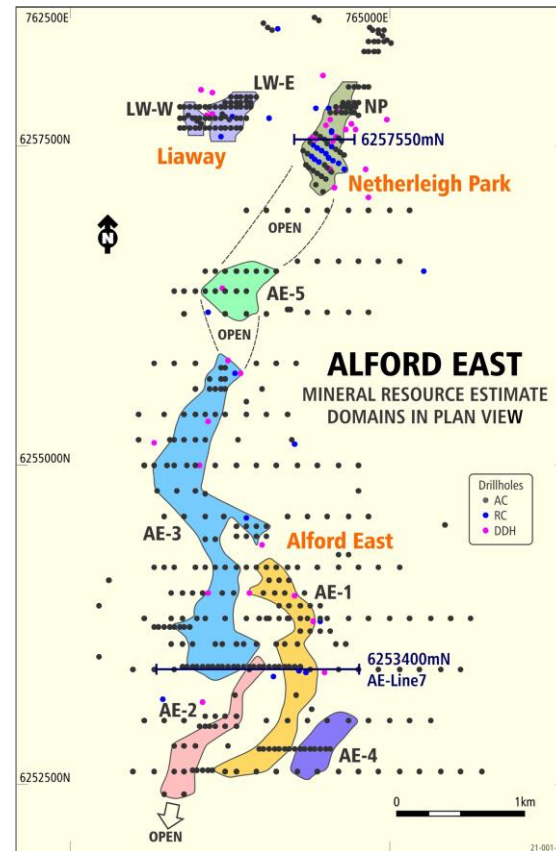 762500E
765000E
LW-E
LW-W
NP
6257550mN
6257500N
Liaway
Netherleigh Park
OPEN
N
AE-5
OPEN
ALFORD EAST
MINERAL RESOURCE ESTIMATE
DOMAINS IN PLAN VIEW
6255000N
Drillholes
AC
RC
DDH
AE-3
Alford East
AE-1
6253400mN
AE-Line7
AE-2
AE-4
6252500N
0 1km
OPEN
21-001